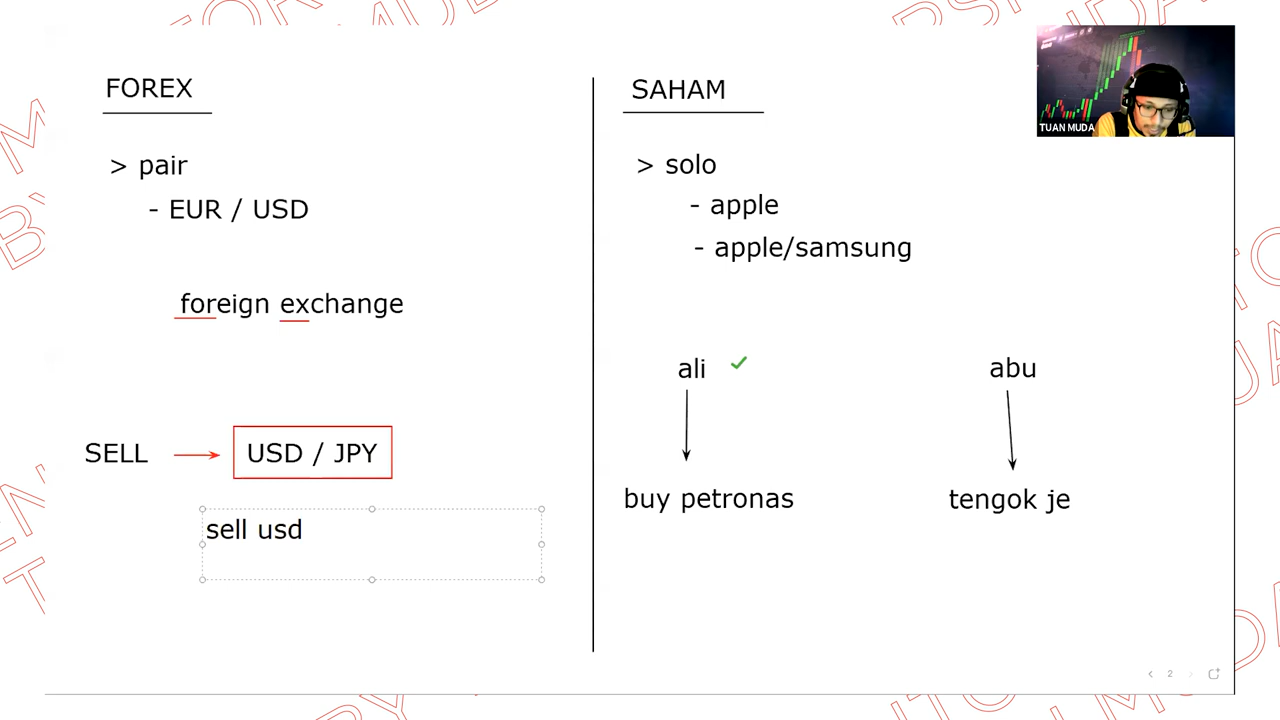 FOREX
> pair
- EUR / USD
foreign exchange
SELL
USD / JPY
sell usd
SAHAM
> solo
- apple
- apple/samsung
ali
abu
buy petronas
tengok je
TUAN MUDA
2